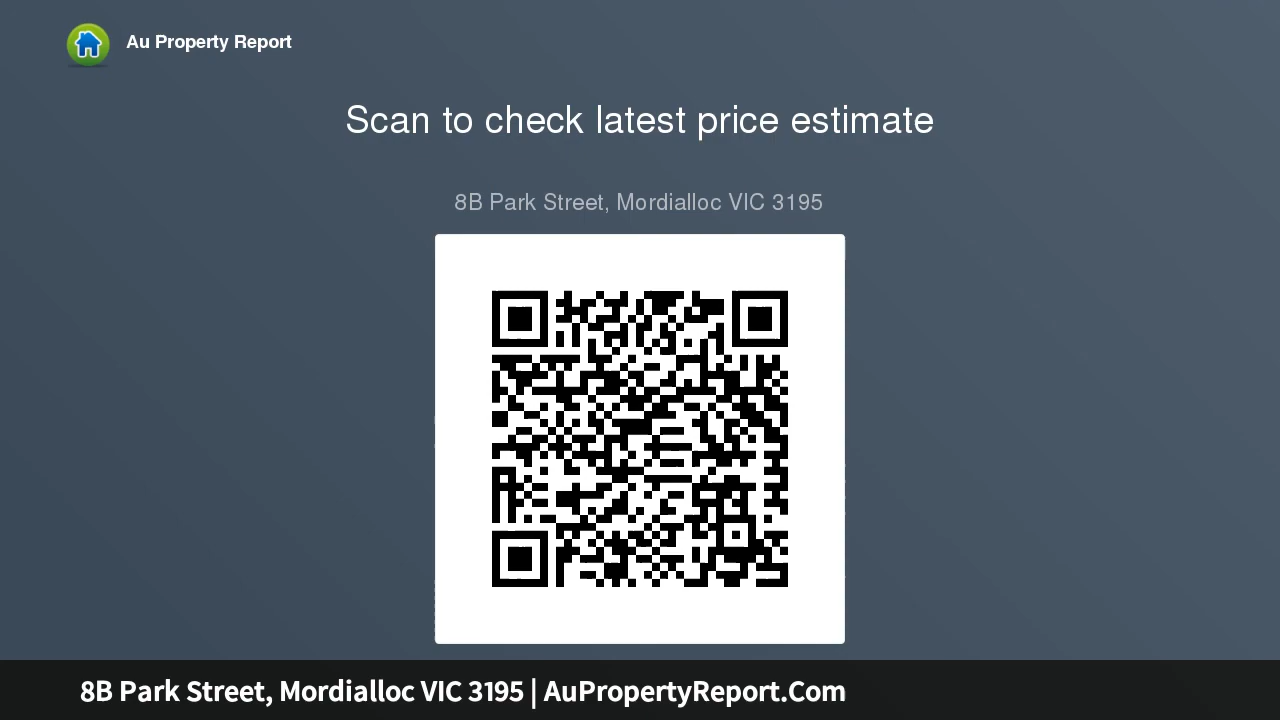 Au Property Report
Scan to check latest price estimate
8B Park Street, Mordialloc VIC 3195
8B Park Street, Mordialloc VIC 3195 | AuPropertyReport.Com